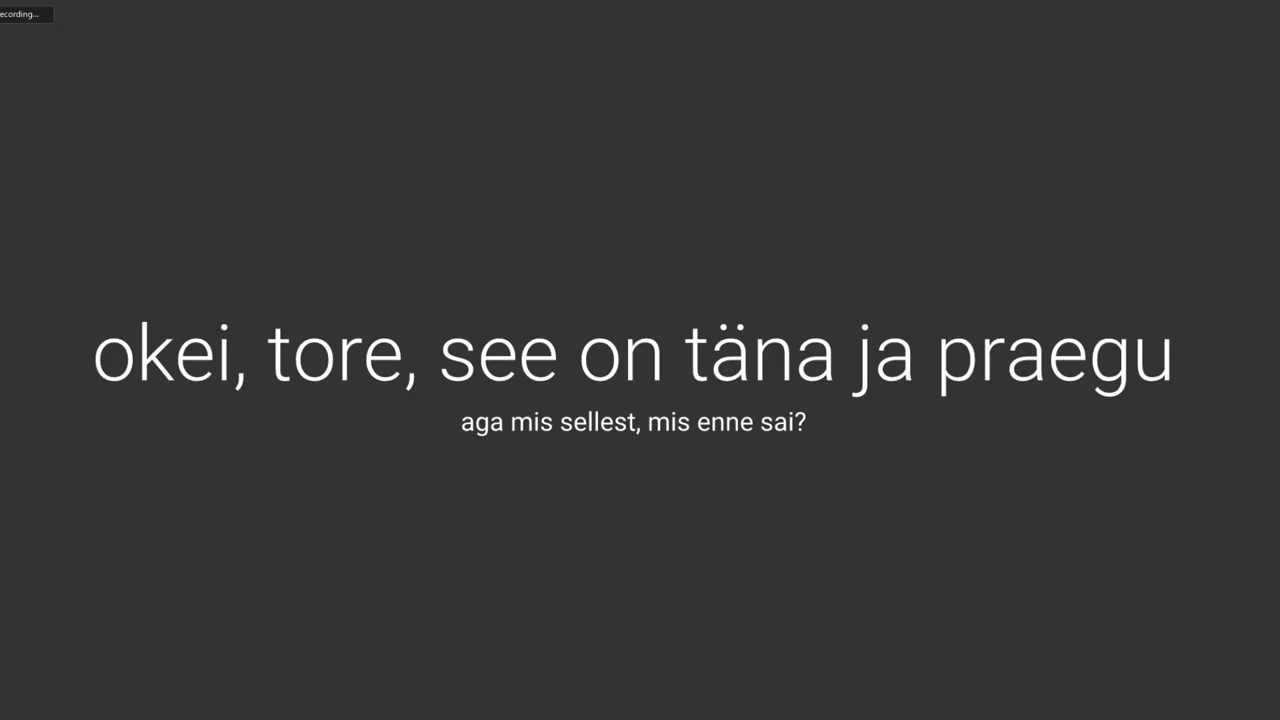 ecording...
okei, tore, see on täna ja praegu
aga mis sellest, mis enne sai?